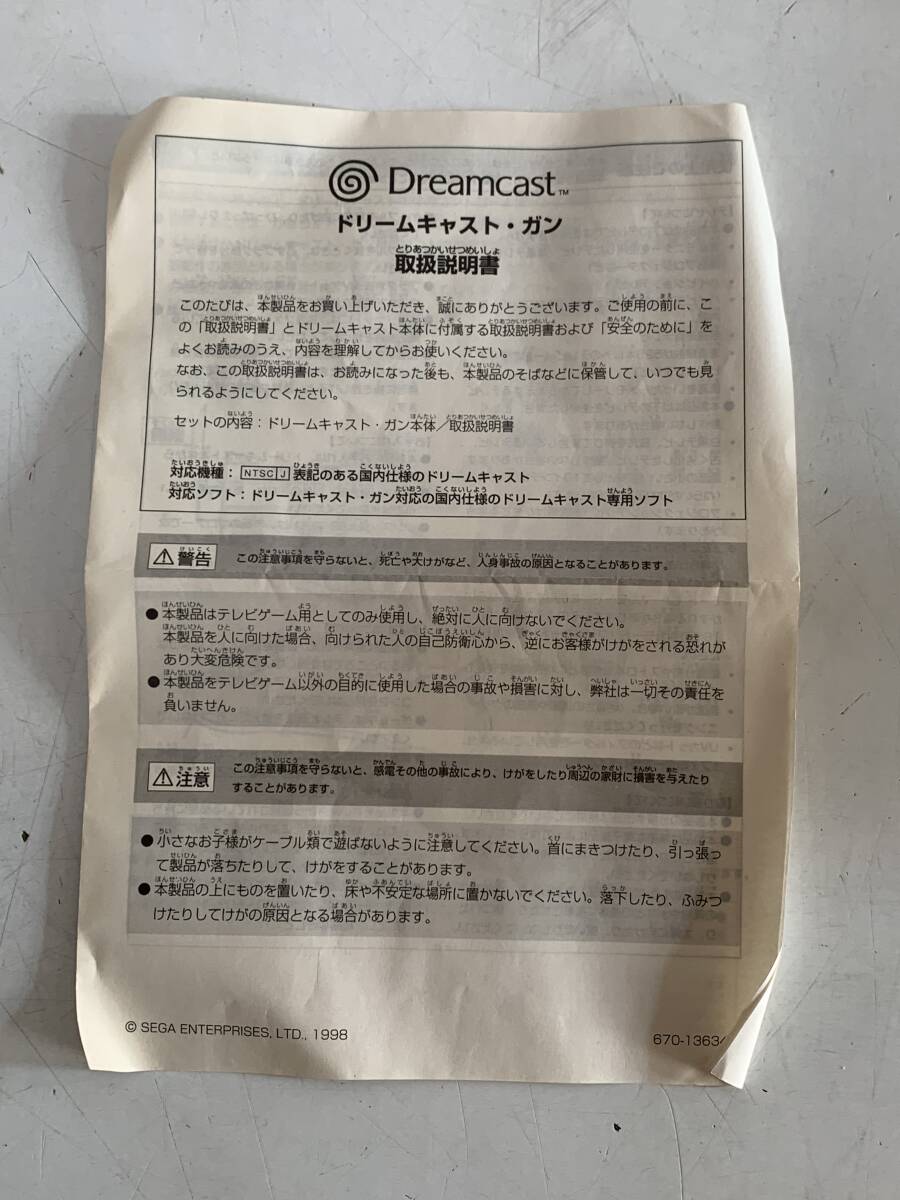 Dreamcast™
ドリームキャスト・ガン
取扱説明書
このたびは、本製品をお買い上げいただき、誠にありがとうございます。ご使用の前に、こ
の「取扱説明書」とドリームキャスト本体に付属する取扱説明書および「安全のために」を
よくお読みのうえ、内容を理解してからお使いください。
なお、この取扱説明書は、お読みになった後も、本製品のそばなどに保管して、いつでも見
られるようにしてください。
セットの内容：ドリームキャスト・ガン本体／取扱説明書
対応機種：NTSC J 表記のある国内仕様のドリームキャスト
対応ソフト：ドリームキャスト・ガン対応の国内仕様のドリームキャスト専用ソフト
⚠警告 この注意事項を守らないと、死亡や大けがなど、人身事故の原因となることがあります。
●本製品はテレビゲーム用としてのみ使用し、絶対に人に向けないでください。
本製品を人に向けた場合、向けられた人の自己防衛心から、逆にお客様がけがをされる恐れが
あり大変危険です。
●本製品をテレビゲーム以外の目的に使用した場合の事故や損害に対し、弊社は一切その責任を
負いません。
⚠注意 この注意事項を守らないと、感電その他の事故により、けがをしたり周辺の家財に損害を与えたり
することがあります。
●小さなお子様がケーブル類で遊ばないように注意してください。首にまきつけたり、引っ張っ
て製品が落ちたりして、けがをすることがあります。
●本製品の上にものを置いたり、床や不安定な場所に置かないでください。落下したり、ふみつ
けたりしてけがの原因となる場合があります。
© SEGA ENTERPRISES, LTD., 1998
670-13634